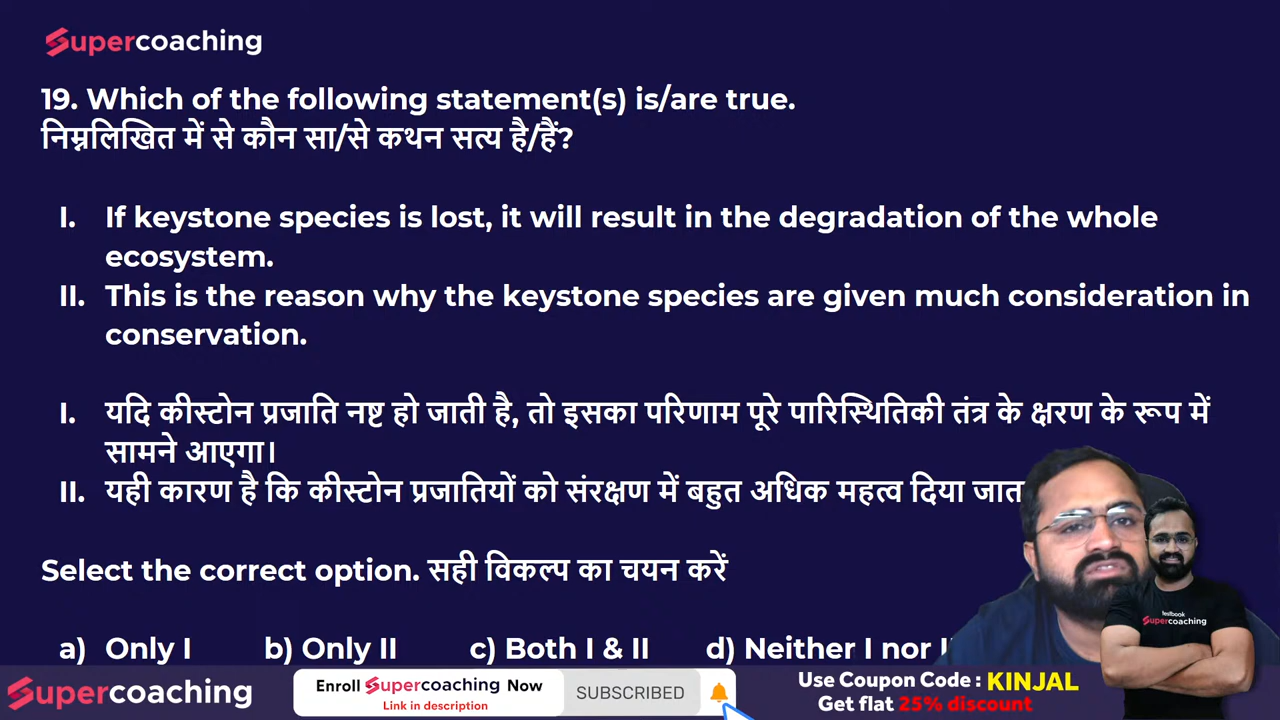 Supercoaching
19. Which of the following statement(s) is/are true.
निम्नलिखित में से कौन सा/से कथन सत्य है/हैं?
I. If keystone species is lost, it will result in the degradation of the whole
ecosystem.
II. This is the reason why the keystone species are given much consideration in
conservation.
I. यदि कीस्टोन प्रजाति नष्ट हो जाती है, तो इसका परिणाम पूरे पारिस्थितिकी तंत्र के क्षरण के रूप में
सामने आएगा।
II. यही कारण है कि कीस्टोन प्रजातियों को संरक्षण में बहुत अधिक महत्व दिया
Select the correct option. सही विकल्प का चयन करें
a) Only I b) Only II c) Both I & II d) Neither I nor
testbook
Supercoaching
Supercoaching
Enroll Supercoaching Now
Link in description
SUBSCRIBED
Use Coupon Code : KINJAL
Get flat 25% discount